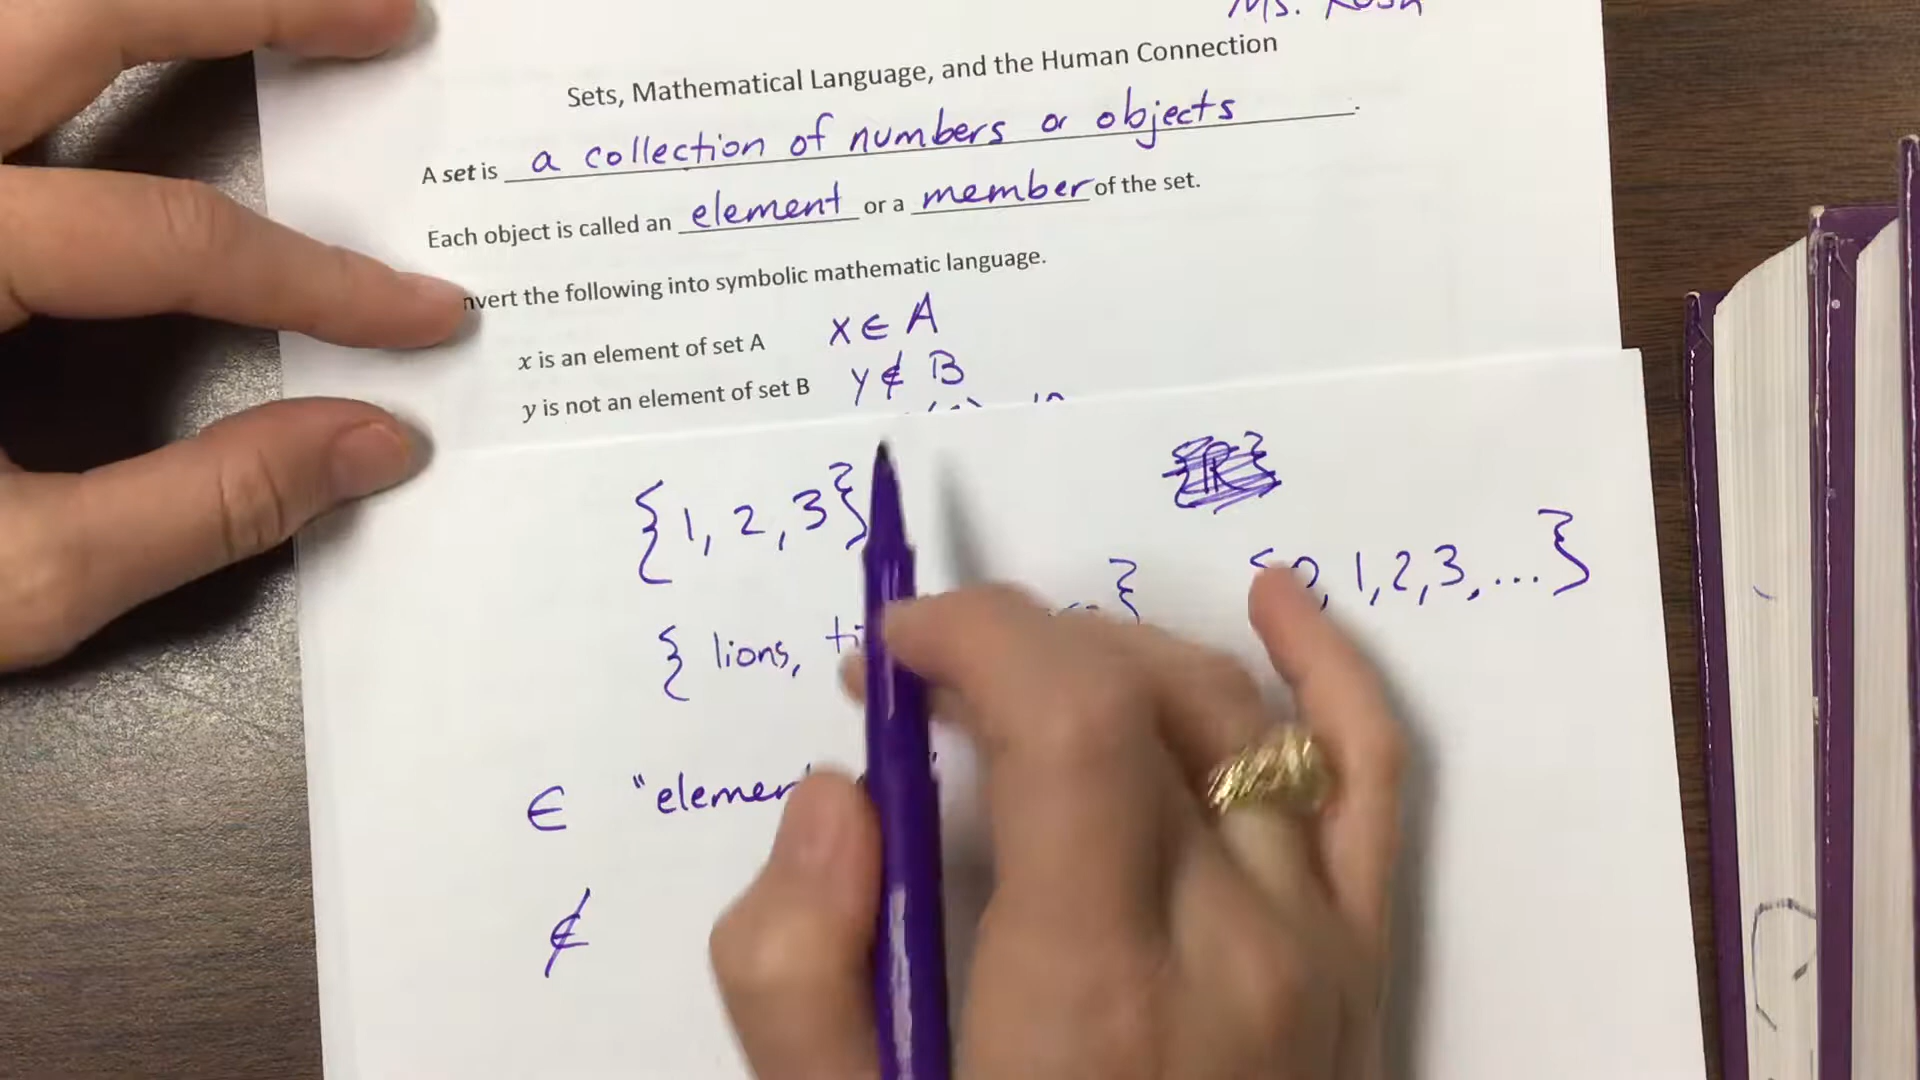 Ms.
Sets, Mathematical Language, and the Human Connection
A set is a collection of numbers or objects.
Each object is called an element or a member of the set.
nvert the following into symbolic mathematic language.
x is an element of set A x ∈ A
y is not an element of set B y ∉ B
{1, 2, 3}
, 1, 2, 3, ...}
{ lions, }
∈ "
∉